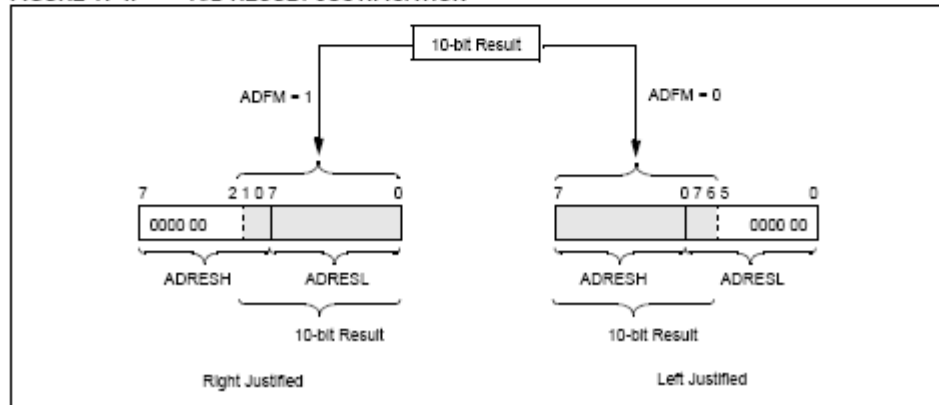 10-bit Result
ADFM = 1
ADFM = 0
7 2 1 0 7 0
7 0 7 6 5 0
0000 00
0000 00
ADRESH ADRESL
ADRESH ADRESL
10-bit Result
10-bit Result
Right Justified
Left Justified